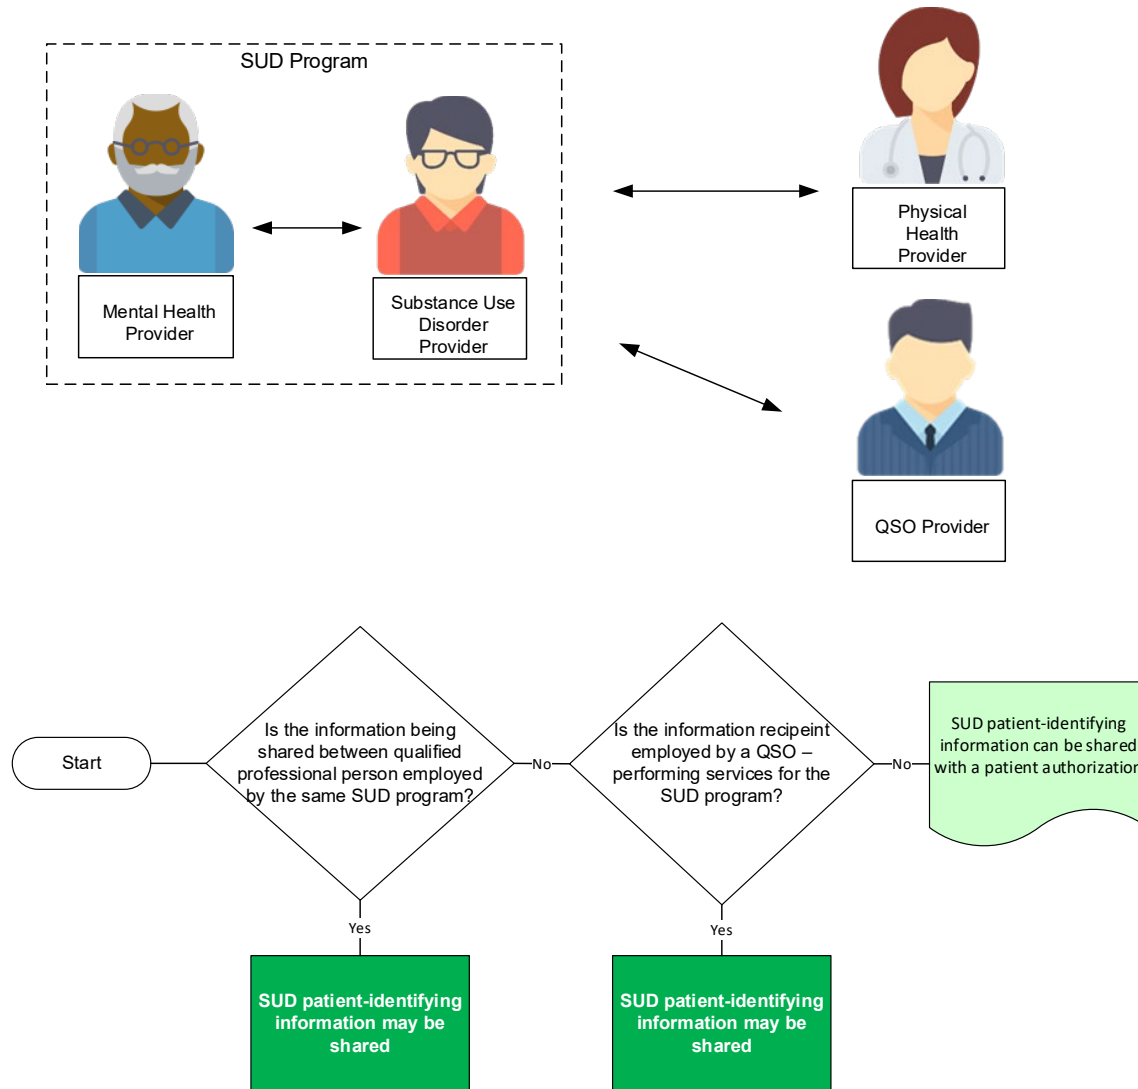 SUD Program
Mental Health
Provider
Substance Use
Disorder
Provider
Physical
Health
Provider
QSO Provider
Start
Is the information being
shared between qualified
professional person employed
by the same SUD program?
No
Is the information recipeint
employed by a QSO –
performing services for the
SUD program?
No
SUD patient-identifying
information can be shared
with a patient authorization
Yes
Yes
SUD patient-identifying
information may be
shared
SUD patient-identifying
information may be
shared